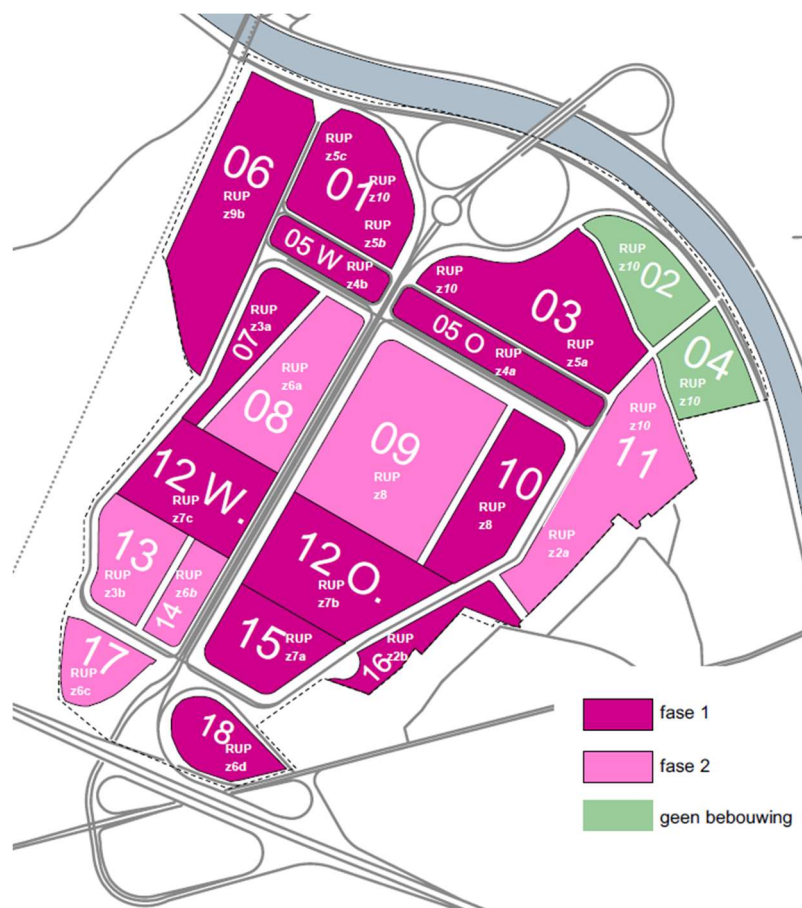 06
RUP
z9b
RUP
z5c
01
RUP
z10
RUP
z5b
05 W
RUP
z4b
RUP
z10
03
RUP
z5a
RUP
z10
02
04
RUP
z10
05 O
RUP
z4a
RUP
z3a
07
RUP
z6a
08
09
RUP
z8
10
RUP
z8
RUP
z10
11
RUP
z2a
12 W.
RUP
z7c
12 O.
RUP
z7b
13
RUP
z3b
RUP
z6b
14
15
RUP
z7a
RUP
z2b
16
17
RUP
z6c
18
RUP
z6d
fase 1
fase 2
geen bebouwing